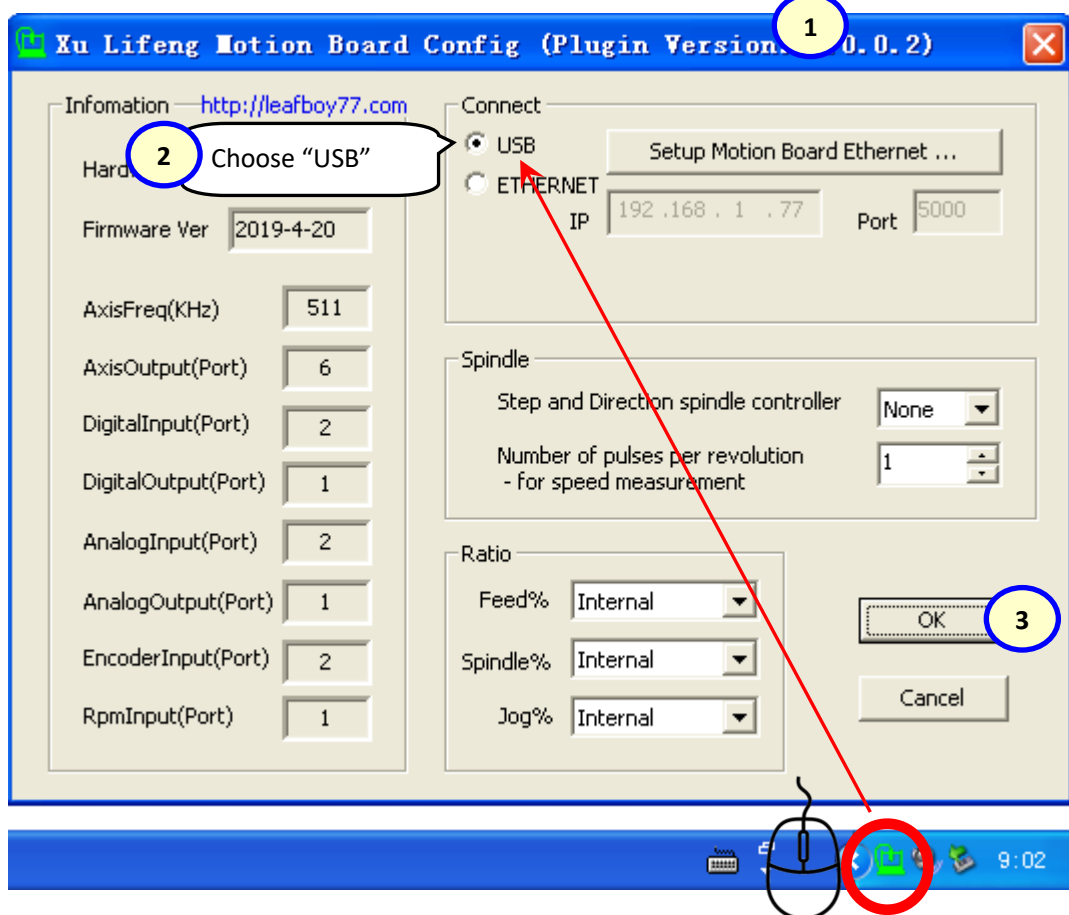 1
Xu Lifeng Motion Board Config (Plugin Version 0.0.2)
Infomation http://leafboy77.com
2
Choose “USB”
Hard
Firmware Ver 2019-4-20
AxisFreq(KHz) 511
AxisOutput(Port) 6
DigitalInput(Port) 2
DigitalOutput(Port) 1
AnalogInput(Port) 2
AnalogOutput(Port) 1
EncoderInput(Port) 2
RpmInput(Port) 1
Connect
USB Setup Motion Board Ethernet ...
ETHERNET
IP 192 .168 . 1 . 77 Port 5000
Spindle
Step and Direction spindle controller None
Number of pulses per revolution 1
- for speed measurement
Ratio
Feed% Internal
Spindle% Internal
Jog% Internal
OK 3
Cancel
9:02